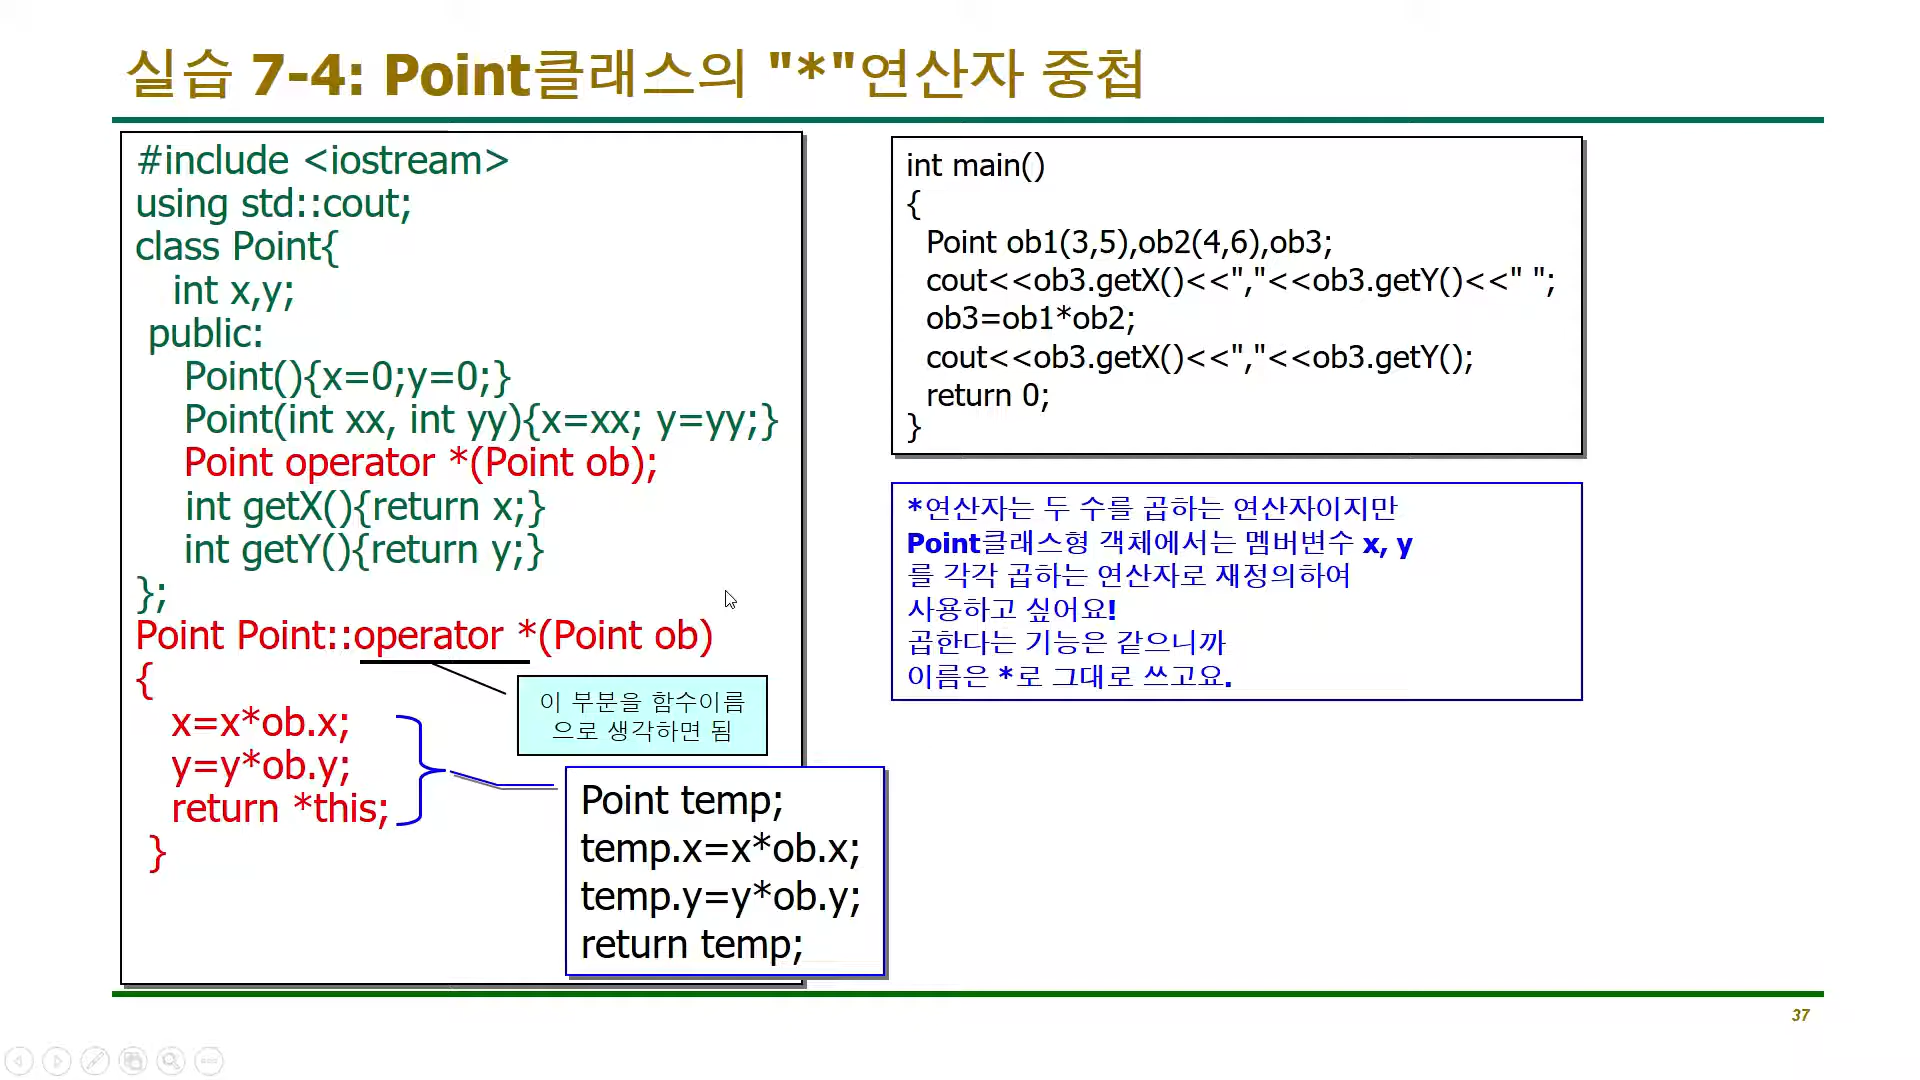 실습 7-4: Point클래스의 "*"연산자 중첩
#include <iostream>
using std::cout;
class Point{
int x,y;
public:
Point(){x=0;y=0;}
Point(int xx, int yy){x=xx; y=yy;}
Point operator *(Point ob);
int getX(){return x;}
int getY(){return y;}
};
Point Point::operator *(Point ob)
{
x=x*ob.x;
y=y*ob.y;
return *this;
}
이 부분을 함수이름
으로 생각하면 됨
Point temp;
temp.x=x*ob.x;
temp.y=y*ob.y;
return temp;
int main()
{
Point ob1(3,5),ob2(4,6),ob3;
cout<<ob3.getX()<<","<<ob3.getY()<<" ";
ob3=ob1*ob2;
cout<<ob3.getX()<<","<<ob3.getY();
return 0;
}
*연산자는 두 수를 곱하는 연산자이지만
Point클래스형 객체에서는 멤버변수 x, y
를 각각 곱하는 연산자로 재정의하여
사용하고 싶어요!
곱한다는 기능은 같으니까
이름은 *로 그대로 쓰고요.
37